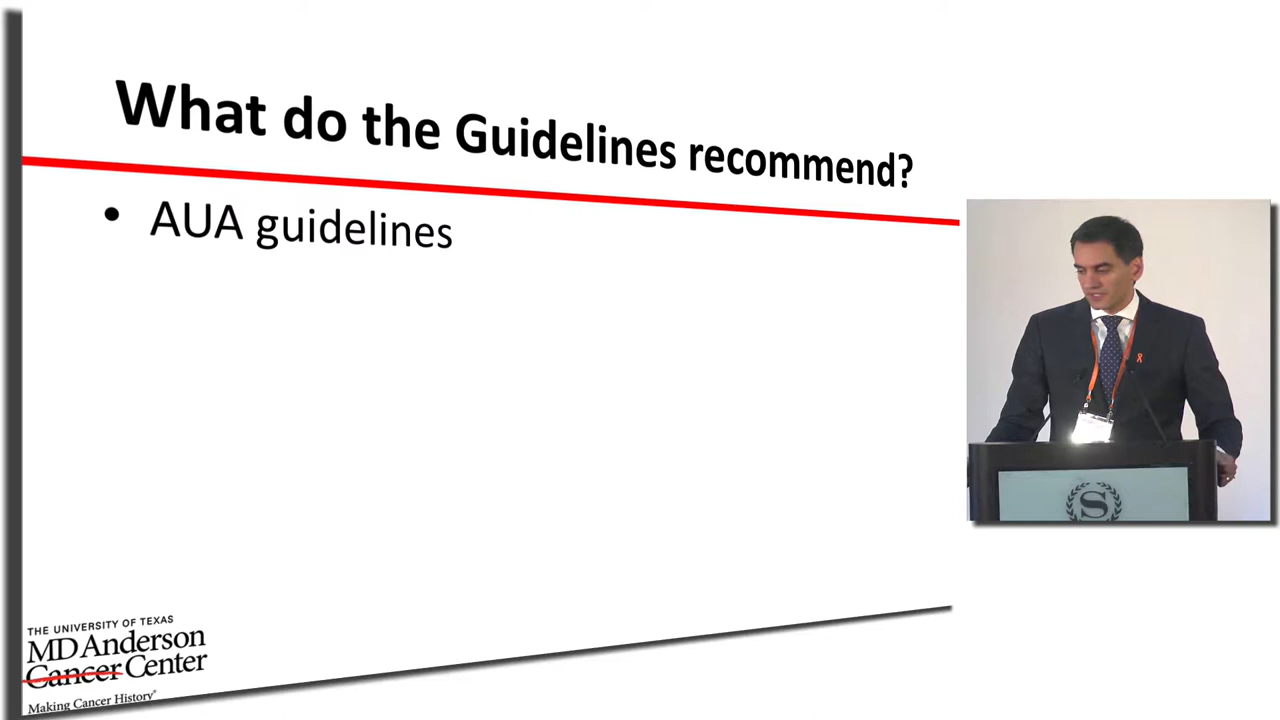 What do the Guidelines recommend?
• AUA guidelines
THE UNIVERSITY OF TEXAS
MD Anderson
Cancer Center
Making Cancer History®
S